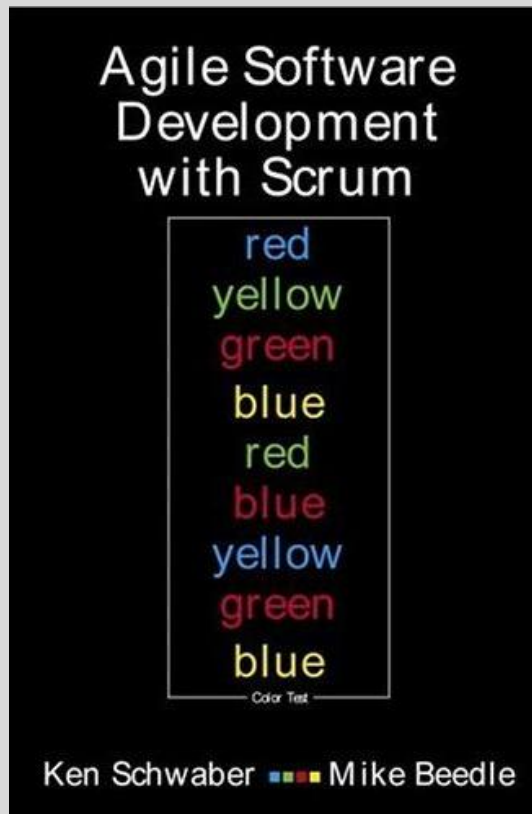 Agile Software
Development
with Scrum
red
yellow
green
blue
red
blue
yellow
green
blue
Color Test
Ken Schwaber Mike Beedle